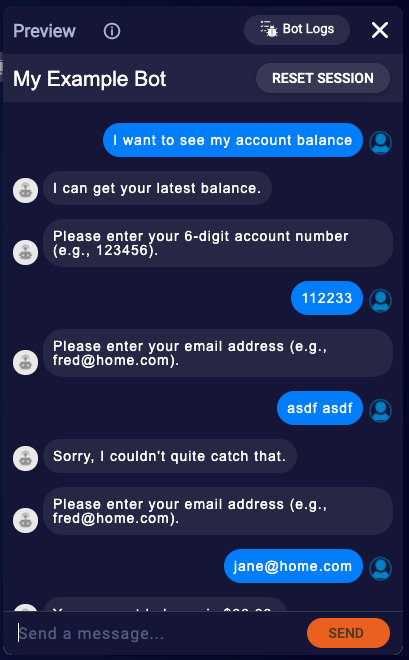 Preview
Bot Logs
My Example Bot
RESET SESSION
I want to see my account balance
I can get your latest balance.
Please enter your 6-digit account number
(e.g., 123456).
112233
Please enter your email address (e.g.,
fred@home.com).
asdf asdf
Sorry, I couldn't quite catch that.
Please enter your email address (e.g.,
fred@home.com).
jane@home.com
Send a message...
SEND